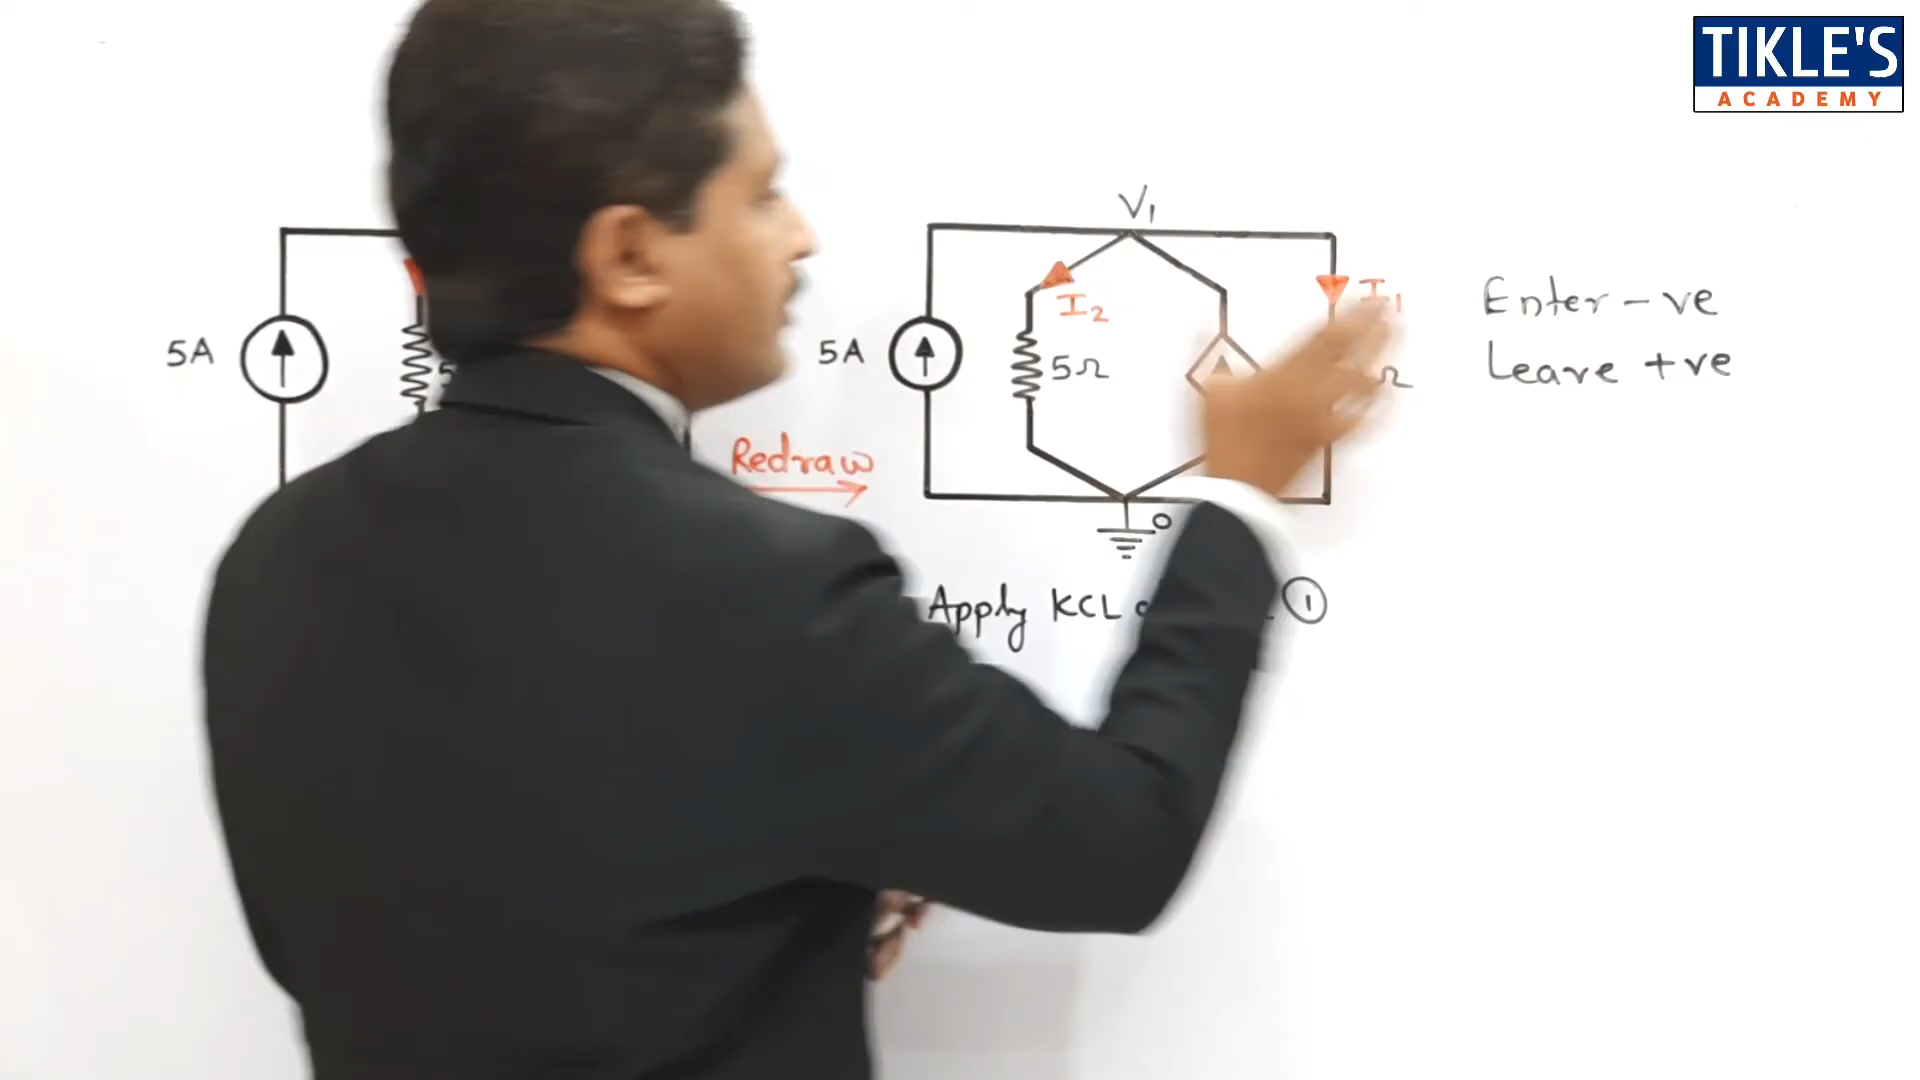 TIKLE'S
ACADEMY
V1
I2
I1
5A
5A
5Ω
Enter -ve
Leave +ve
Redraw
0
Apply KCL
1